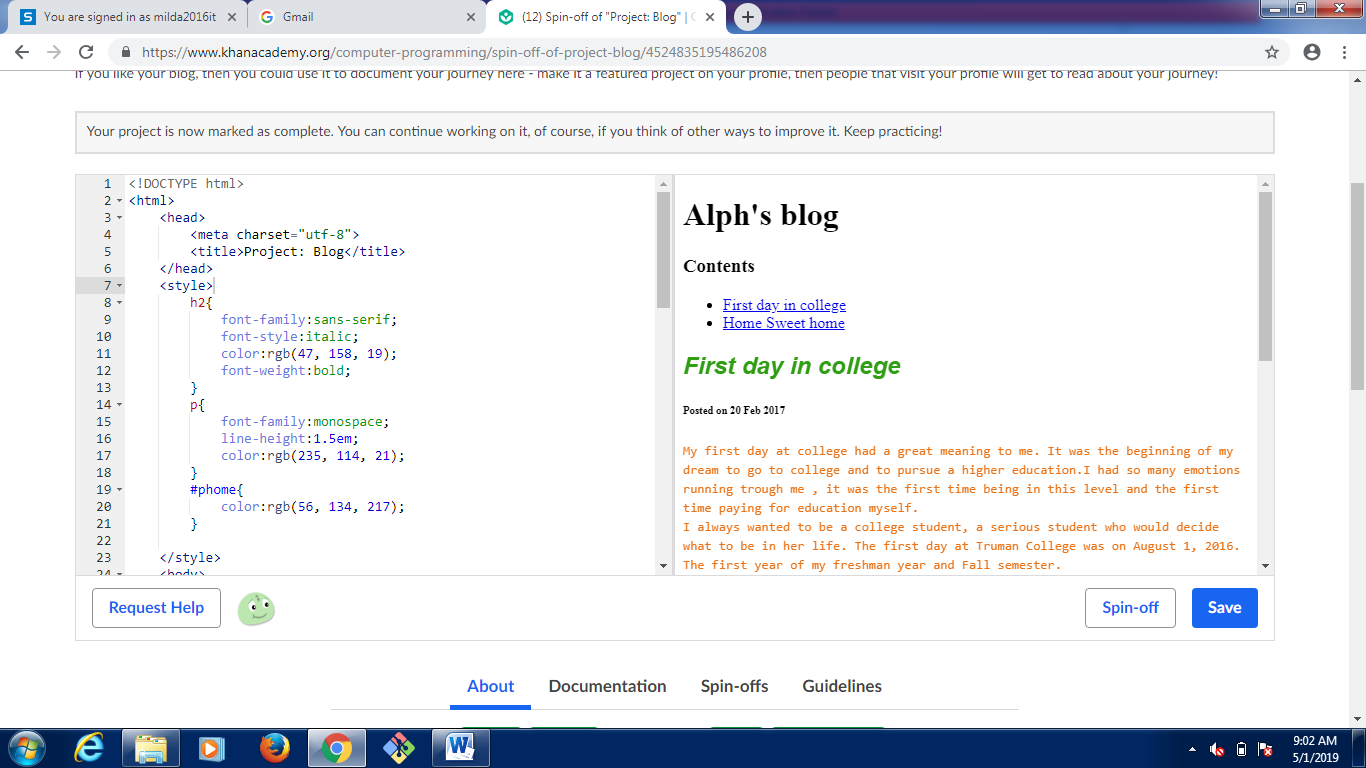 You are signed in as milda2016it
Gmail
(12) Spin-off of "Project: Blog" |
https://www.khanacademy.org/computer-programming/spin-off-of-project-blog/4524835195486208
If you like your blog, then you could use it to document your journey here - make it a featured project on your profile, then people that visit your profile will get to read about your journey!
Your project is now marked as complete. You can continue working on it, of course, if you think of other ways to improve it. Keep practicing!
1 <!DOCTYPE html>
2 <html>
3 <head>
4 <meta charset="utf-8">
5 <title>Project: Blog</title>
6 </head>
7 <style>
8 h2{
9 font-family:sans-serif;
10 font-style:italic;
11 color:rgb(47, 158, 19);
12 font-weight:bold;
13 }
14 p{
15 font-family:monospace;
16 line-height:1.5em;
17 color:rgb(235, 114, 21);
18 }
19 #phome{
20 color:rgb(56, 134, 217);
21 }
22
23 </style>
24 <body>
Alph's blog
Contents
First day in college
Home Sweet home
First day in college
Posted on 20 Feb 2017
My first day at college had a great meaning to me. It was the beginning of my
dream to go to college and to pursue a higher education.I had so many emotions
running trough me , it was the first time being in this level and the first
time paying for education myself.
I always wanted to be a college student, a serious student who would decide
what to be in her life. The first day at Truman College was on August 1, 2016.
The first year of my freshman year and Fall semester.
Request Help
Spin-off
Save
About
Documentation
Spin-offs
Guidelines
9:02 AM
5/1/2019